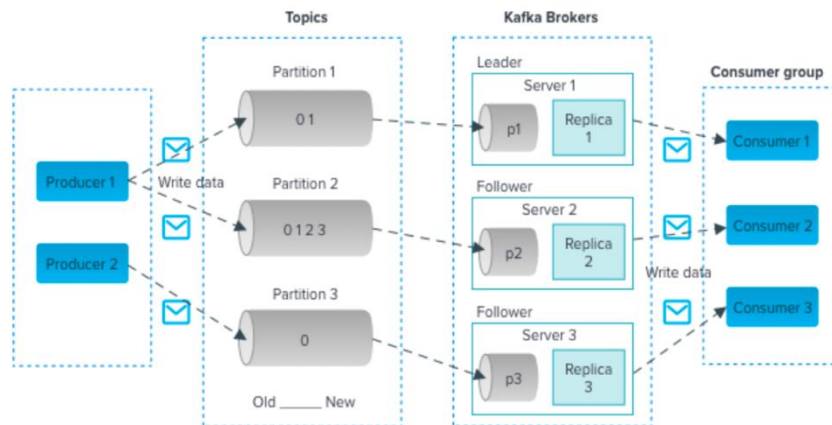 Topics
Kafka Brokers
Consumer group
Producer 1
Producer 2
Write data
Partition 1
0 1
Partition 2
0 1 2 3
Partition 3
0
Old _____ New
Leader
Server 1
p1
Replica
1
Follower
Server 2
p2
Replica
2
Follower
Server 3
p3
Replica
3
Write data
Consumer 1
Consumer 2
Consumer 3